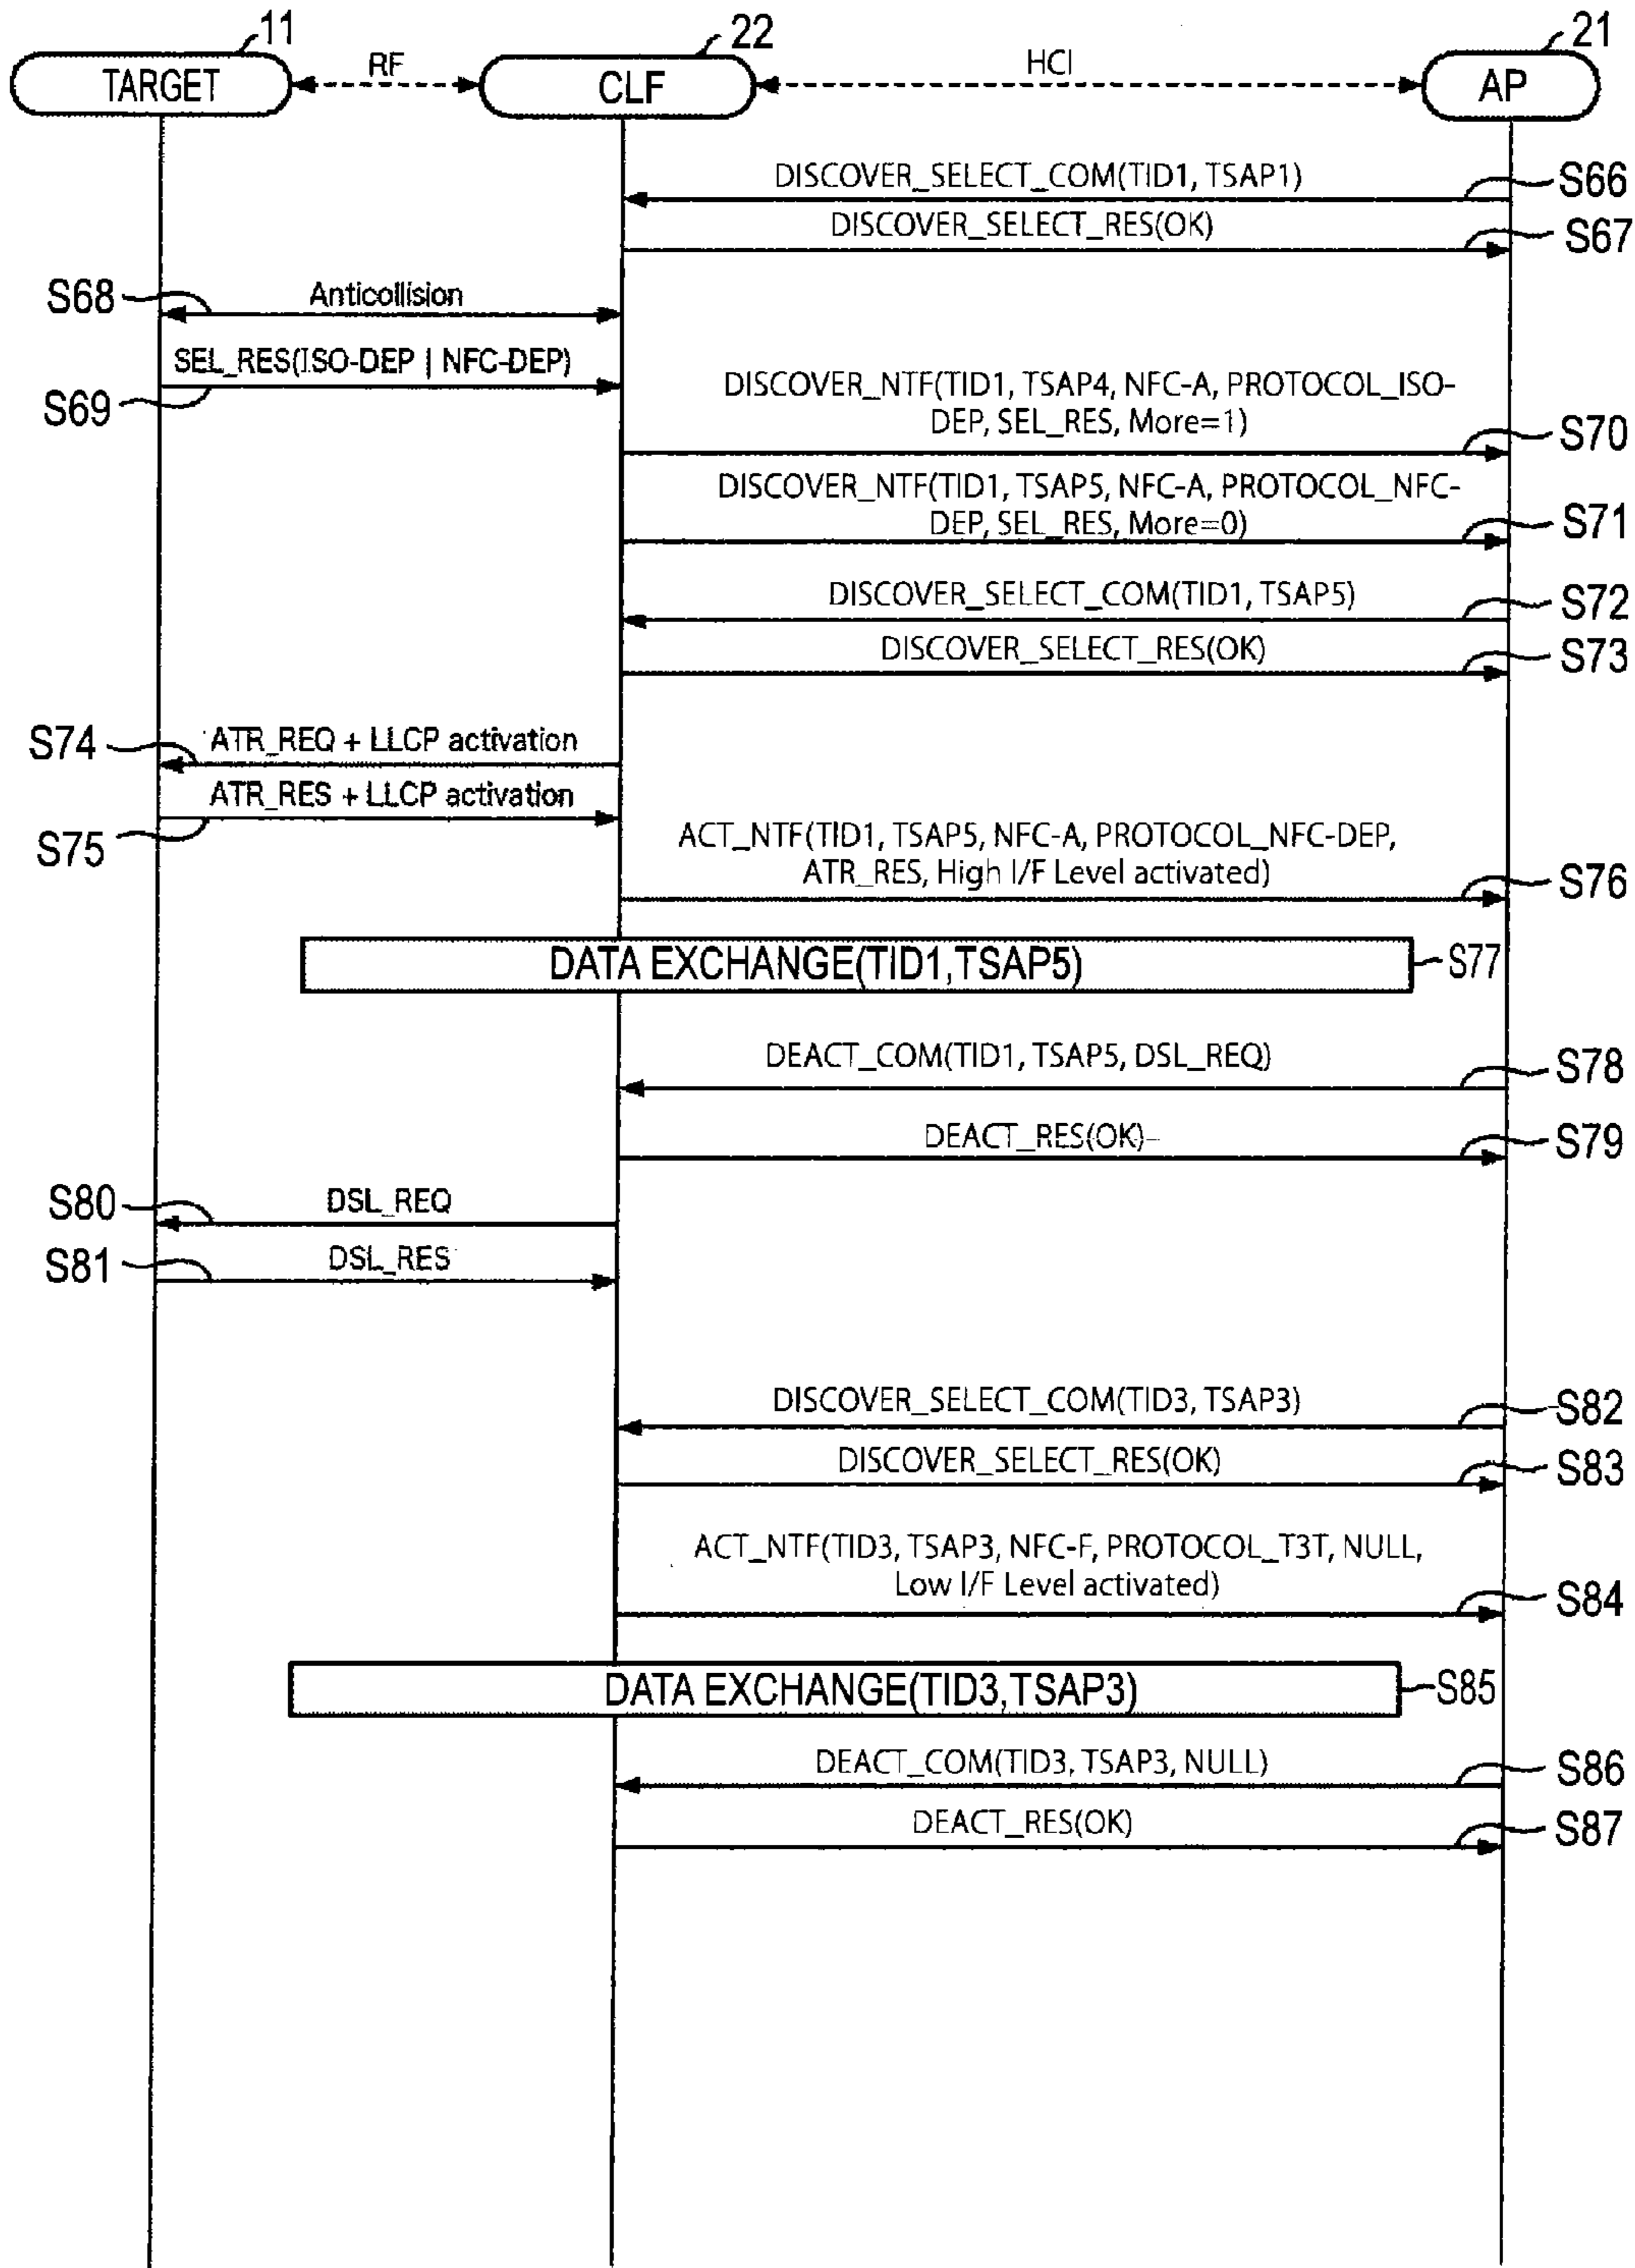 11
22
21
TARGET
RF
CLF
HCI
AP
DISCOVER_SELECT_COM(TID1, TSAP1)
S66
DISCOVER_SELECT_RES(OK)
S67
S68
Anticollision
SEL_RES(ISO-DEP | NFC-DEP)
S69
DISCOVER_NTF(TID1, TSAP4, NFC-A, PROTOCOL_ISO-
DEP, SEL_RES, More=1)
S70
DISCOVER_NTF(TID1, TSAP5, NFC-A, PROTOCOL_NFC-
DEP, SEL_RES, More=0)
S71
DISCOVER_SELECT_COM(TID1, TSAP5)
S72
DISCOVER_SELECT_RES(OK)
S73
S74
ATR_REQ + LLCP activation
ATR_RES + LLCP activation
S75
ACT_NTF(TID1, TSAP5, NFC-A, PROTOCOL_NFC-DEP,
ATR_RES, High I/F Level activated)
S76
DATA EXCHANGE(TID1,TSAP5)
S77
DEACT_COM(TID1, TSAP5, DSL_REQ)
S78
DEACT_RES(OK)
S79
S80
DSL_REQ
S81
DSL_RES
DISCOVER_SELECT_COM(TID3, TSAP3)
S82
DISCOVER_SELECT_RES(OK)
S83
ACT_NTF(TID3, TSAP3, NFC-F, PROTOCOL_T3T, NULL,
Low I/F Level activated)
S84
DATA EXCHANGE(TID3,TSAP3)
S85
DEACT_COM(TID3, TSAP3, NULL)
S86
DEACT_RES(OK)
S87